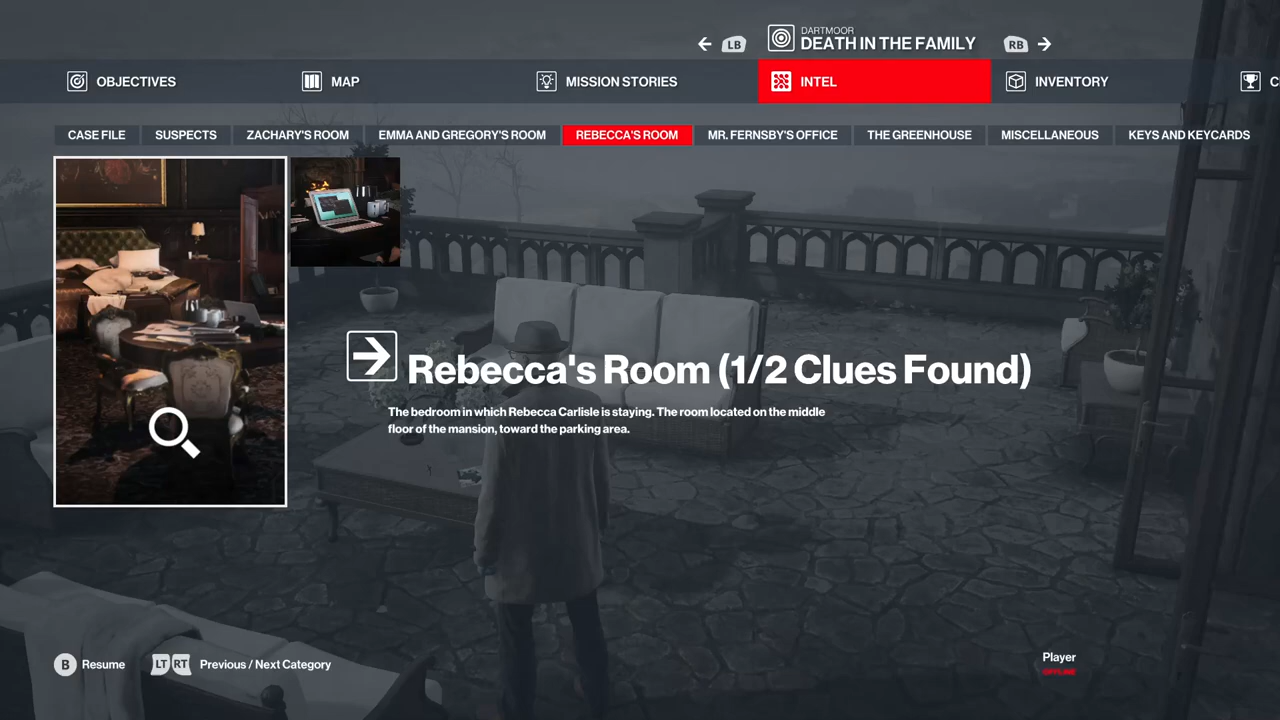 LB
DARTMOOR
DEATH IN THE FAMILY
RB
OBJECTIVES
MAP
MISSION STORIES
INTEL
INVENTORY
C
CASE FILE
SUSPECTS
ZACHARY'S ROOM
EMMA AND GREGORY'S ROOM
REBECCA'S ROOM
MR. FERNSBY'S OFFICE
THE GREENHOUSE
MISCELLANEOUS
KEYS AND KEYCARDS
Rebecca's Room (1/2 Clues Found)
The bedroom in which Rebecca Carlisle is staying. The room located on the middle
floor of the mansion, toward the parking area.
B Resume
LT RT Previous / Next Category
Player
OFFLINE